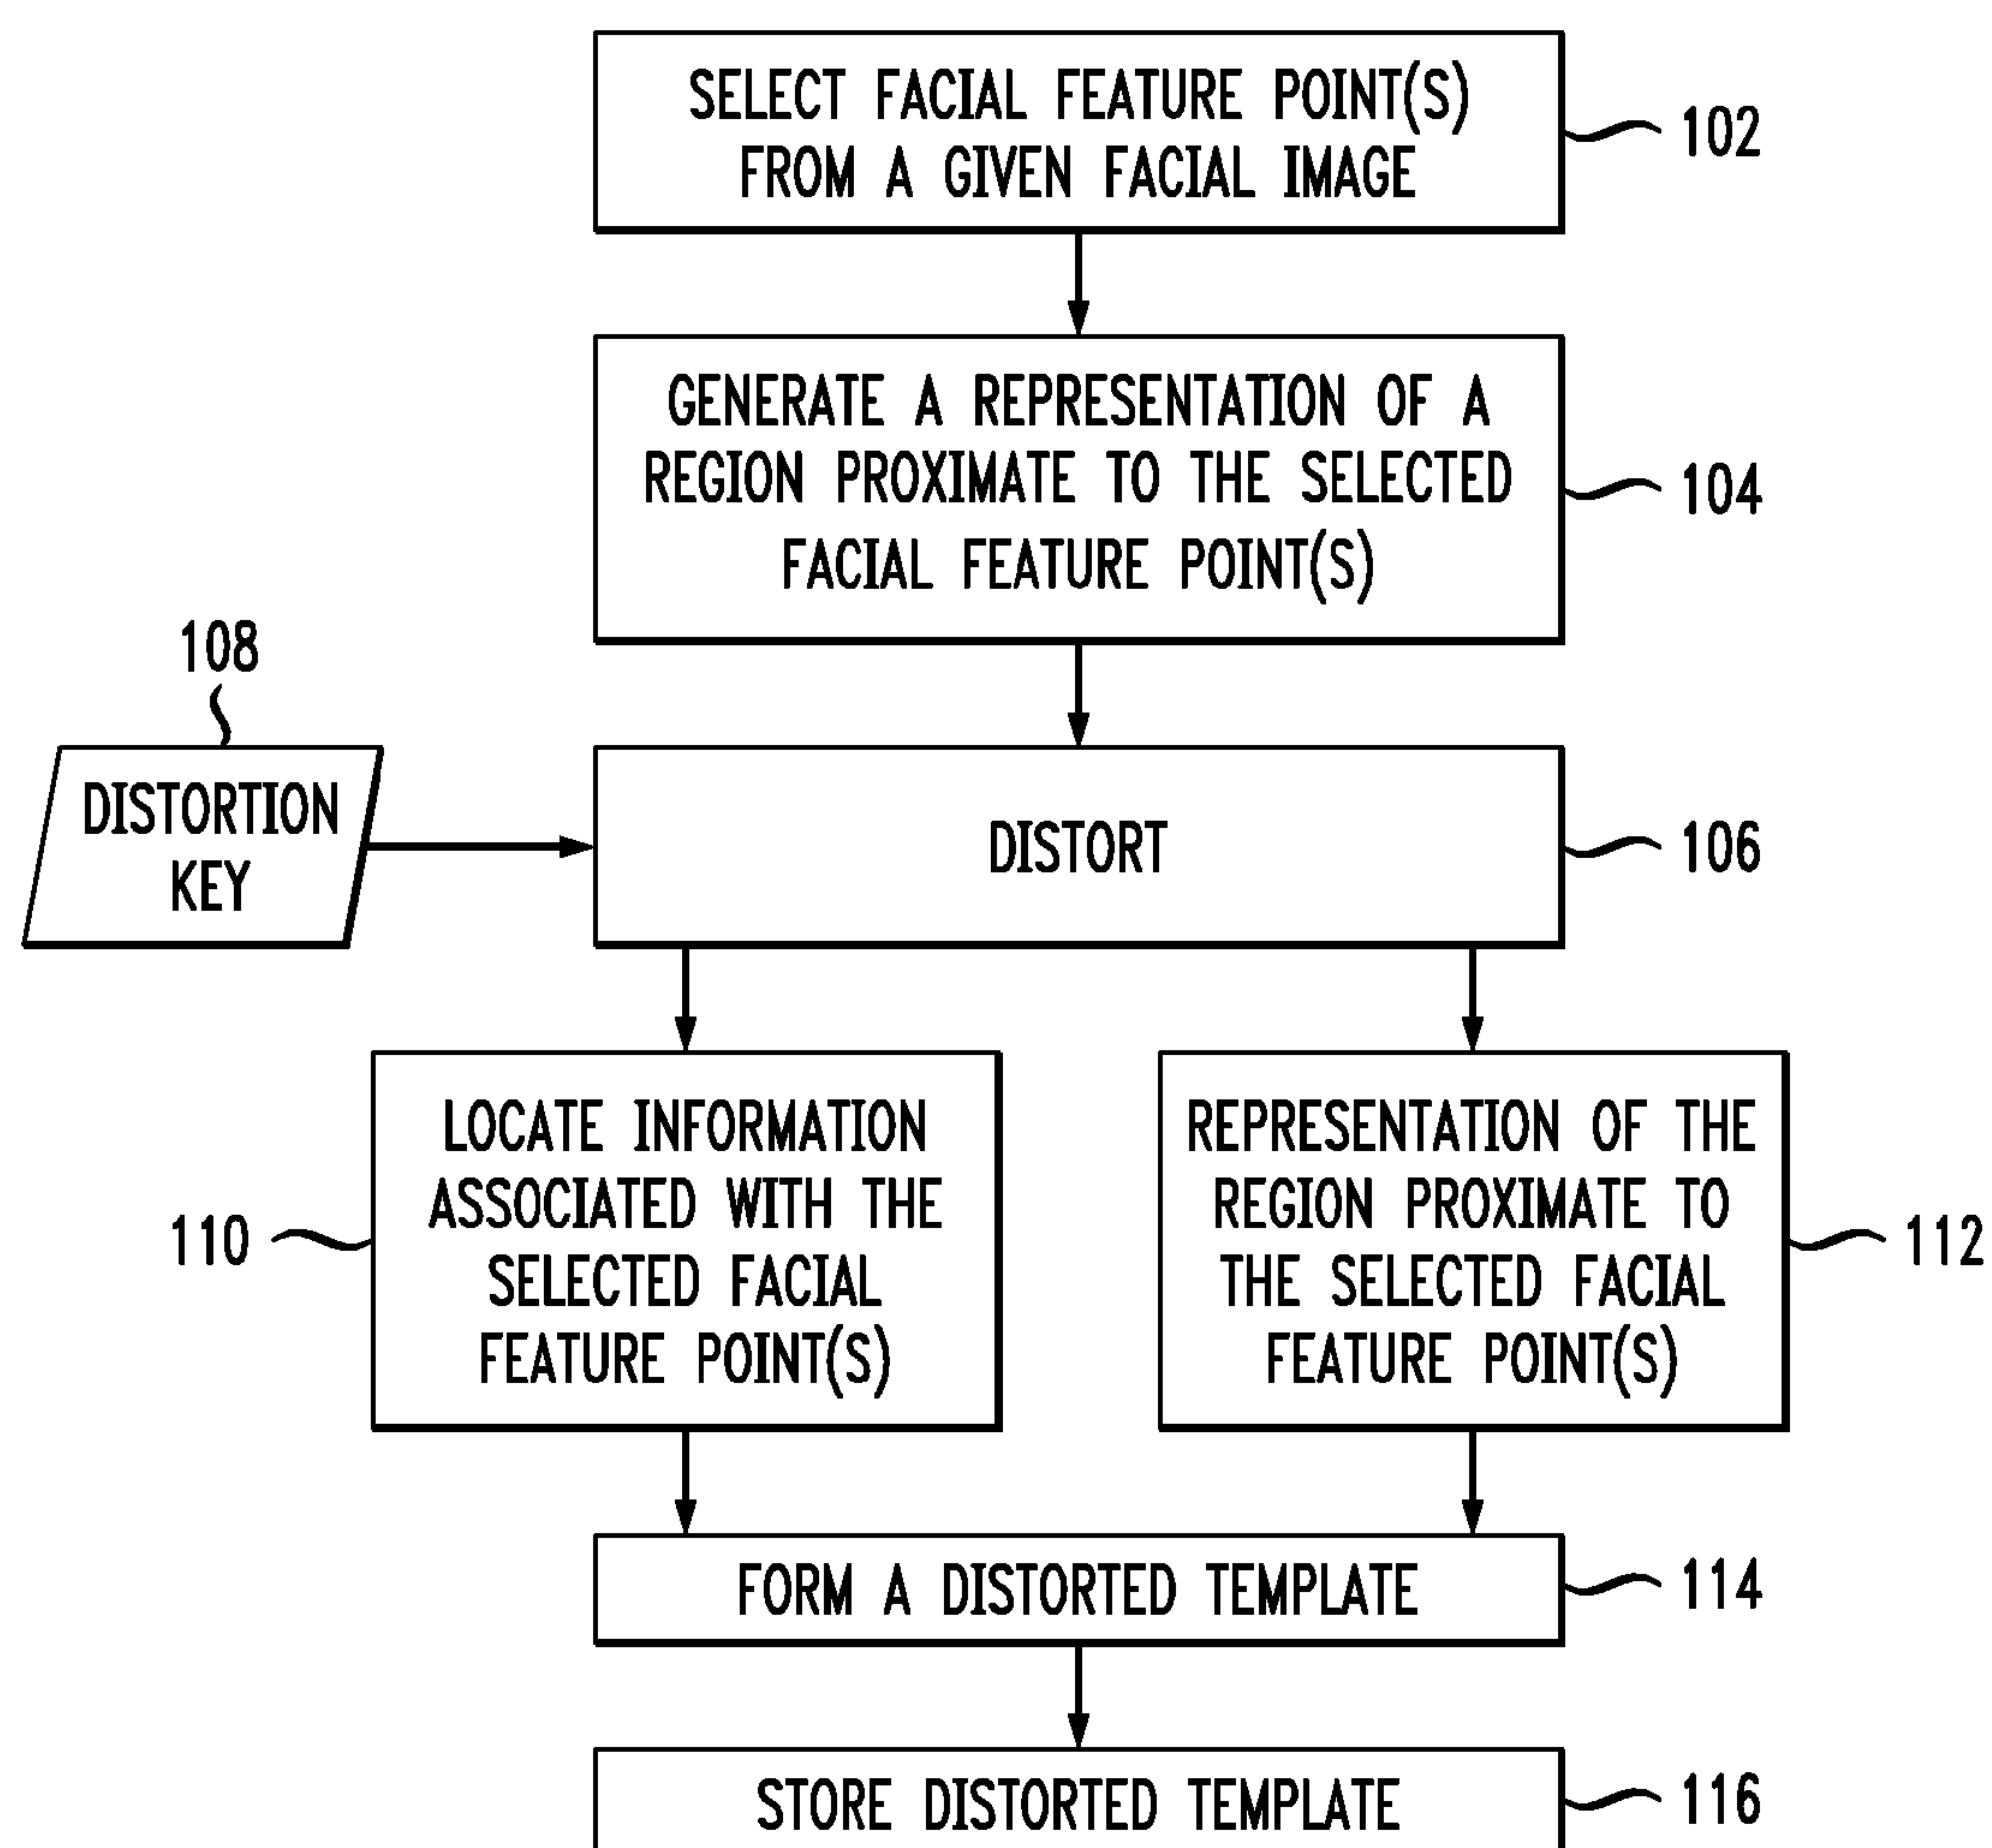 SELECT FACIAL FEATURE POINT(S)
FROM A GIVEN FACIAL IMAGE
102
GENERATE A REPRESENTATION OF A
REGION PROXIMATE TO THE SELECTED
FACIAL FEATURE POINT(S)
104
108
DISTORTION
KEY
DISTORT
106
LOCATE INFORMATION
ASSOCIATED WITH THE
SELECTED FACIAL
FEATURE POINT(S)
110
REPRESENTATION OF THE
REGION PROXIMATE TO
THE SELECTED FACIAL
FEATURE POINT(S)
112
FORM A DISTORTED TEMPLATE
114
STORE DISTORTED TEMPLATE
116